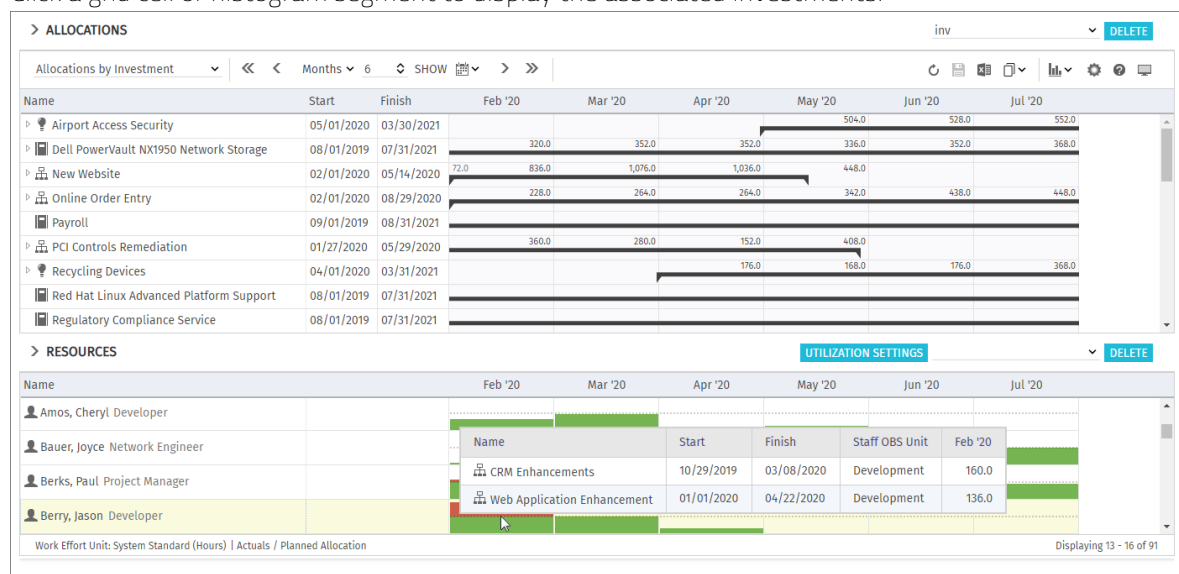 Click a grid cell or histogram segment to display the associated investments.
ALLOCATIONS inv DELETE
Allocations by Investment Months 6 SHOW
Name Start Finish Feb '20 Mar '20 Apr '20 May '20 Jun '20 Jul '20
Airport Access Security 05/01/2020 03/30/2021 504.0 528.0 552.0
Dell PowerVault NX1950 Network Storage 08/01/2019 07/31/2021 320.0 352.0 352.0 336.0 352.0 368.0
New Website 02/01/2020 05/14/2020 72.0 836.0 1,076.0 1,036.0 448.0
Online Order Entry 02/01/2020 08/29/2020 228.0 264.0 264.0 342.0 438.0 448.0
Payroll 09/01/2019 08/31/2021
PCI Controls Remediation 01/27/2020 05/29/2020 360.0 280.0 152.0 408.0
Recycling Devices 04/01/2020 03/31/2021 176.0 168.0 176.0 368.0
Red Hat Linux Advanced Platform Support 08/01/2019 07/31/2021
Regulatory Compliance Service 08/01/2019 07/31/2021
RESOURCES UTILIZATION SETTINGS DELETE
Name Feb '20 Mar '20 Apr '20 May '20 Jun '20 Jul '20
Amos, Cheryl Developer
Bauer, Joyce Network Engineer
Berks, Paul Project Manager
Berry, Jason Developer
Name Start Finish Staff OBS Unit Feb '20
CRM Enhancements 10/29/2019 03/08/2020 Development 160.0
Web Application Enhancement 01/01/2020 04/22/2020 Development 136.0
Work Effort Unit: System Standard (Hours) | Actuals / Planned Allocation Displaying 13 - 16 of 91